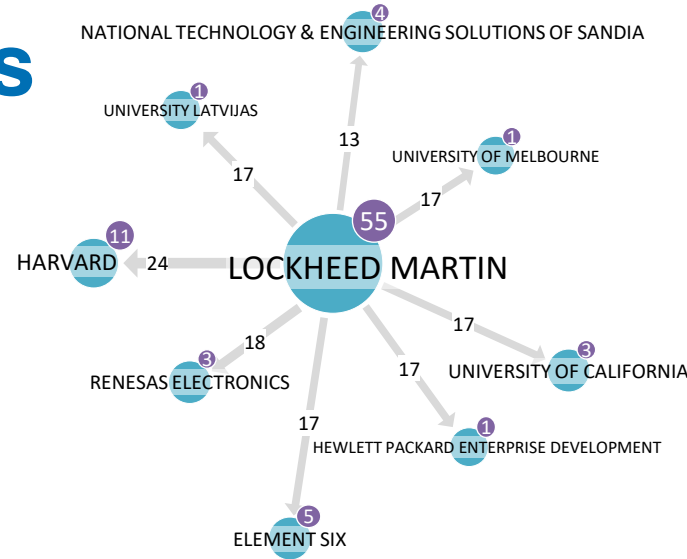 4
NATIONAL TECHNOLOGY & ENGINEERING SOLUTIONS OF SANDIA
s
1
UNIVERSITY LATVIJAS
13
1
UNIVERSITY OF MELBOURNE
17
17
55
11
HARVARD
24
LOCKHEED MARTIN
17
18
3
RENESAS ELECTRONICS
17
3
UNIVERSITY OF CALIFORNIA
17
1
HEWLETT PACKARD ENTERPRISE DEVELOPMENT
5
ELEMENT SIX